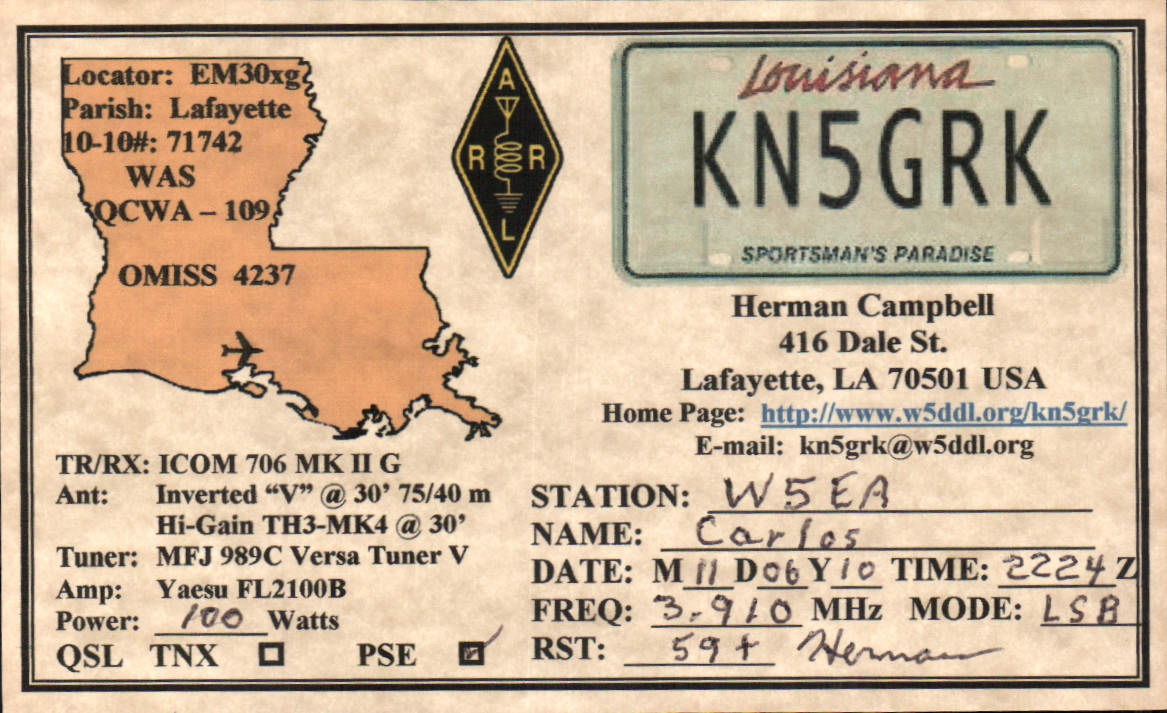 Locator: EM30xg
Parish: Lafayette
10-10#: 71742
WAS
QCWA – 109
OMISS 4237
A
R R
L
Louisiana
KN5GRK
SPORTSMAN'S PARADISE
Herman Campbell
416 Dale St.
Lafayette, LA 70501 USA
Home Page: http://www.w5ddl.org/kn5grk/
E-mail: kn5grk@w5ddl.org
TR/RX: ICOM 706 MK II G
Ant: Inverted “V” @ 30’ 75/40 m
Hi-Gain TH3-MK4 @ 30’
Tuner: MFJ 989C Versa Tuner V
Amp: Yaesu FL2100B
Power: 100 Watts
QSL TNX PSE
STATION: W5EA
NAME: Carlos
DATE: M 11 D 06 Y 10 TIME: 2224 Z
FREQ: 3.910 MHz MODE: LSB
RST: 59+ Herman